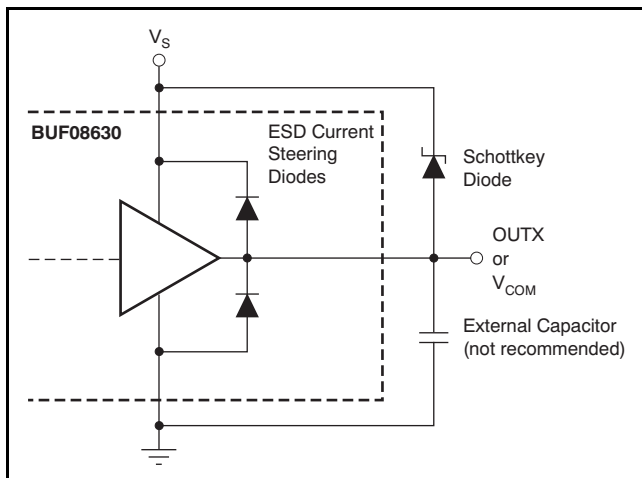 V_S
BUF08630
ESD Current
Steering
Diodes
Schottkey
Diode
OUTX
or
V_COM
External Capacitor
(not recommended)